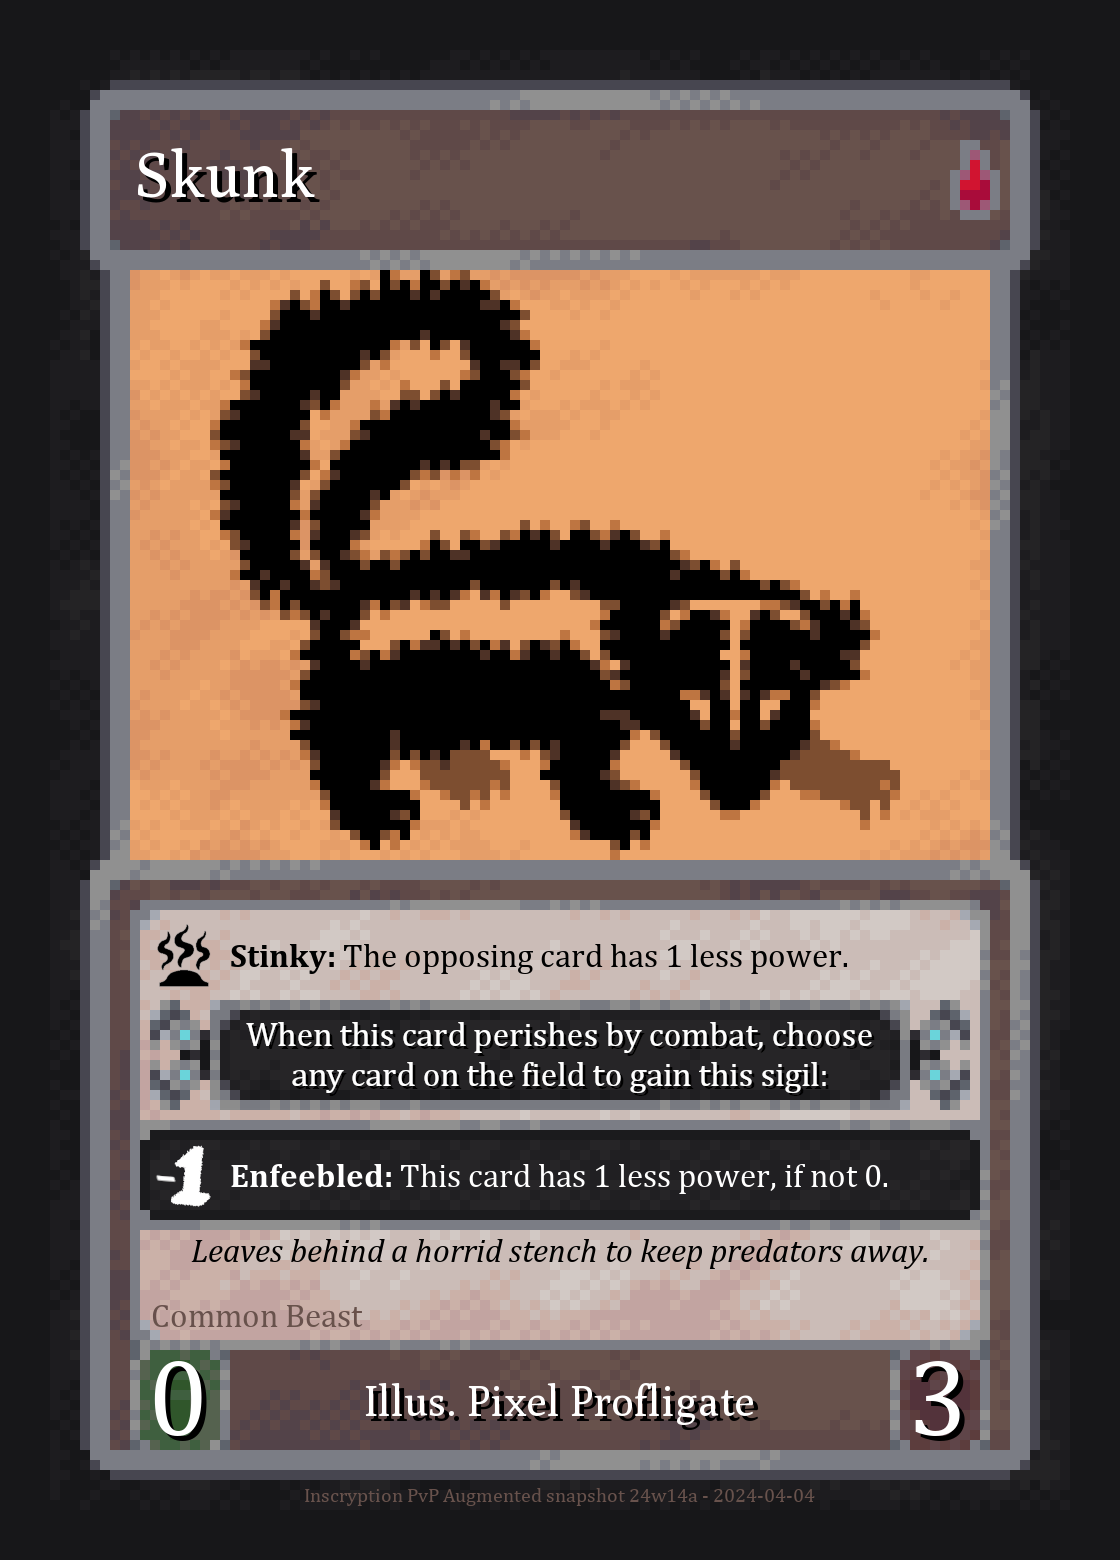 Skunk
Stinky: The opposing card has 1 less power.
When this card perishes by combat, choose
any card on the field to gain this sigil:
-1
Enfeebled: This card has 1 less power, if not 0.
Leaves behind a horrid stench to keep predators away.
Common Beast
0
Illus. Pixel Profligate
3
Inscryption PvP Augmented snapshot 24w14a - 2024-04-04